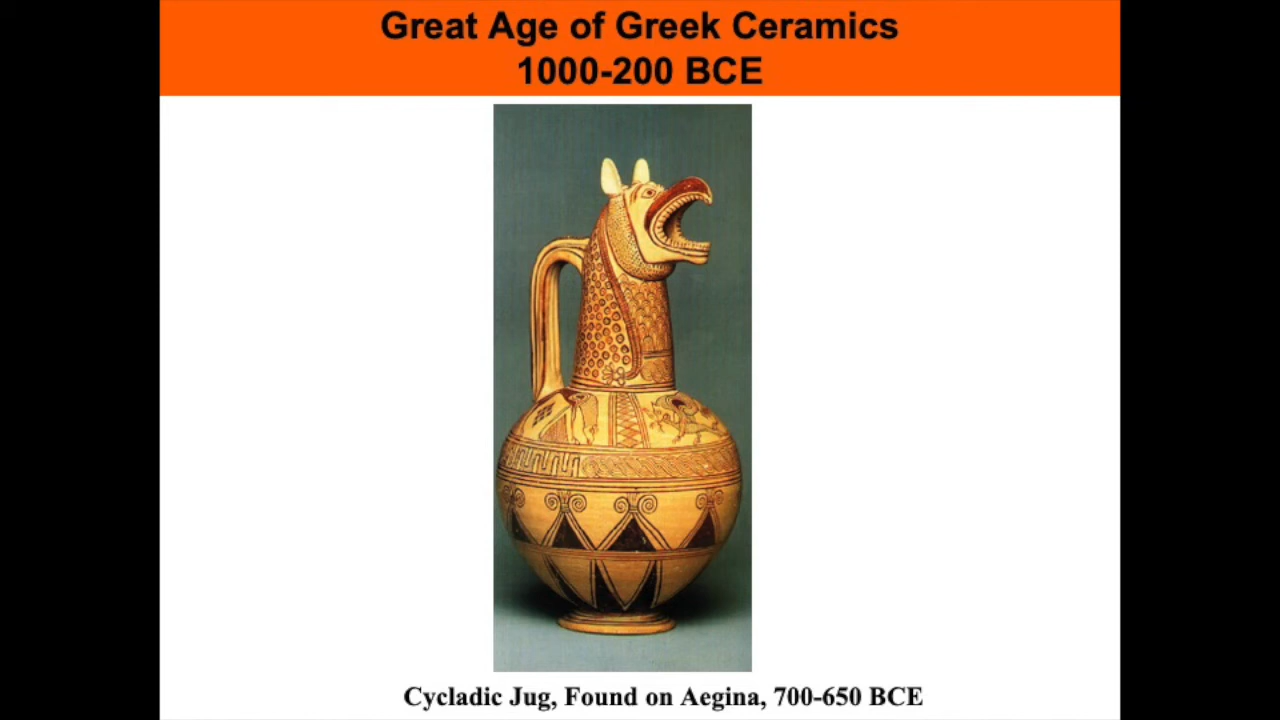 Great Age of Greek Ceramics
1000-200 BCE
Cycladic Jug, Found on Aegina, 700-650 BCE